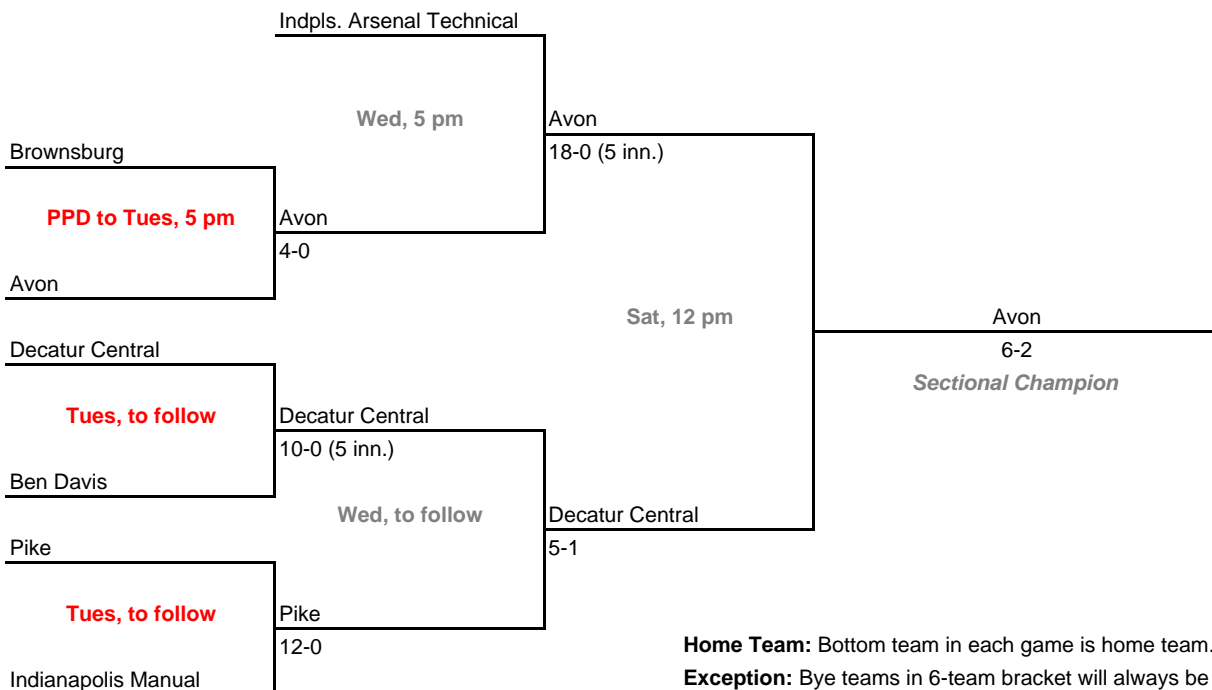 Indpls. Arsenal Technical
Wed, 5 pm
Avon
Brownsburg
18-0 (5 inn.)
PPD to Tues, 5 pm
Avon
4-0
Avon
Sat, 12 pm
Avon
Decatur Central
6-2
Sectional Champion
Tues, to follow
Decatur Central
10-0 (5 inn.)
Ben Davis
Wed, to follow
Decatur Central
Pike
5-1
Tues, to follow
Pike
12-0
Home Team: Bottom team in each game is home team.
Indianapolis Manual
Exception: Bye teams in 6-team bracket will always be